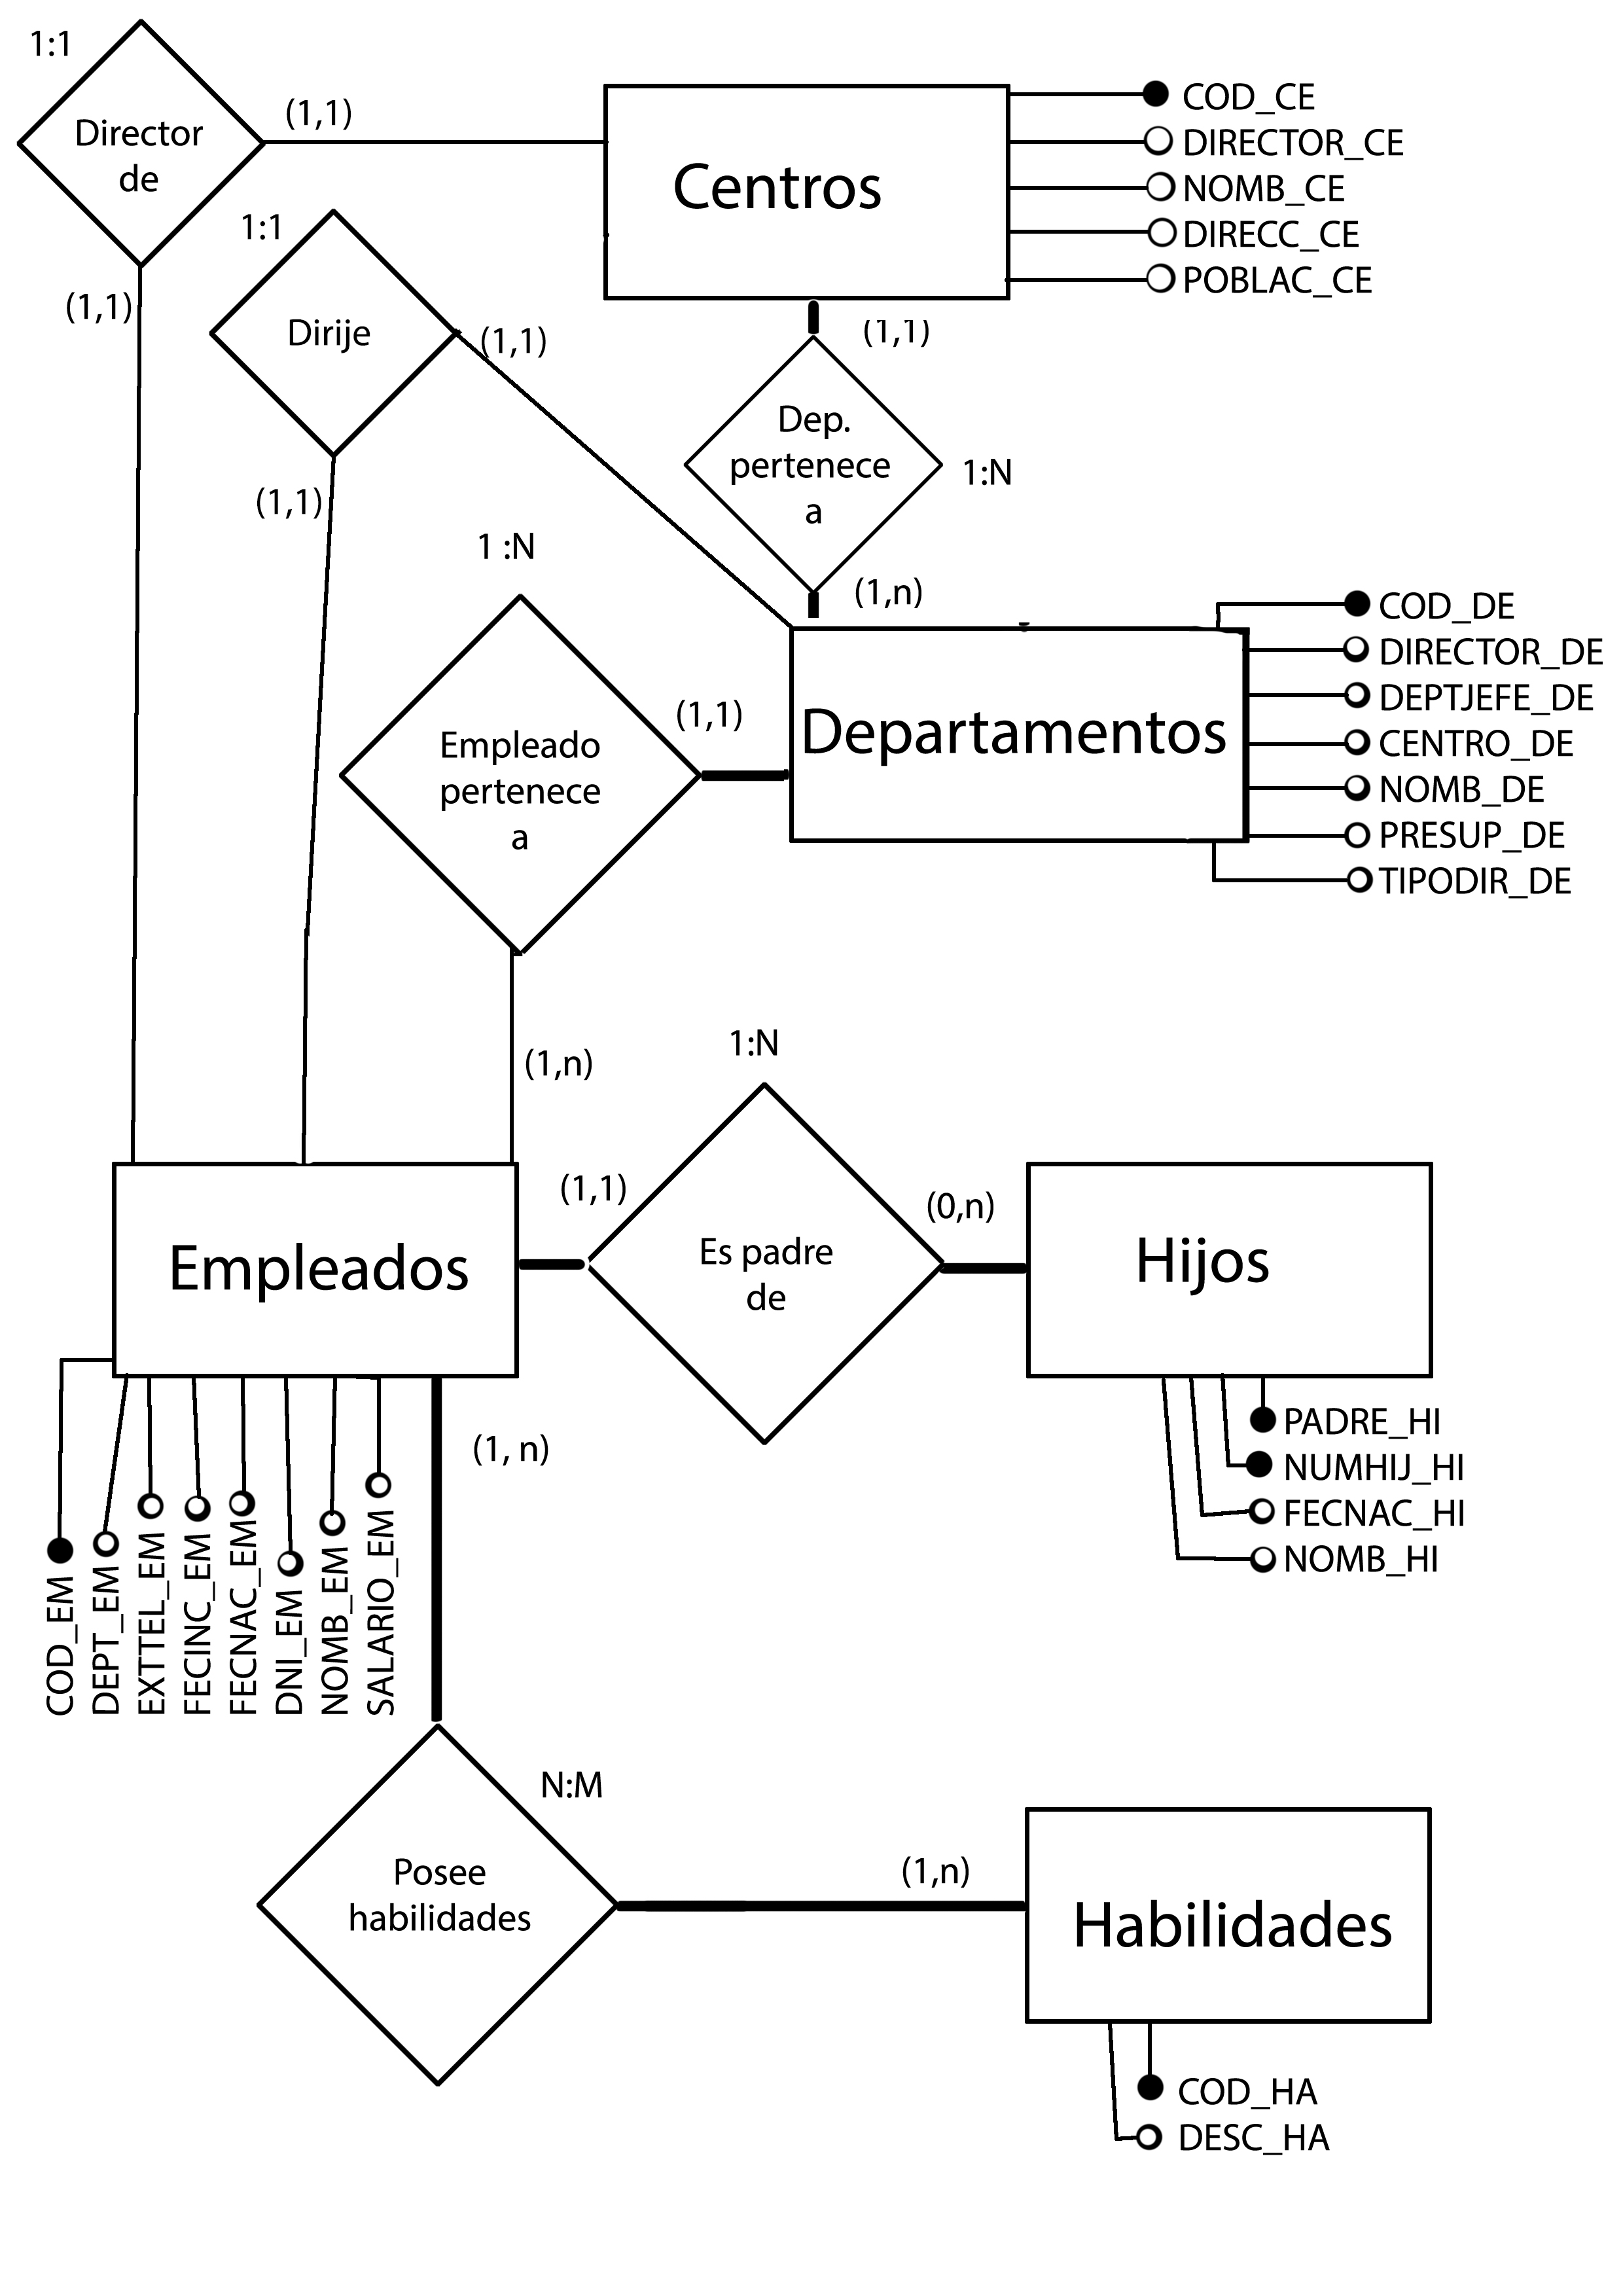 1:1
Director
de
(1,1)
(1,1)
Centros
COD_CE
DIRECTOR_CE
NOMB_CE
DIRECC_CE
POBLAC_CE
1:1
Dirije
(1,1)
(1,1)
(1,1)
Dep.
pertenece
a
1:N
(1,n)
1 :N
Empleado
pertenece
a
(1,1)
(1,n)
Departamentos
COD_DE
DIRECTOR_DE
DEPTJEFE_DE
CENTRO_DE
NOMB_DE
PRESUP_DE
TIPODIR_DE
1:N
(1,1)
Es padre
de
(0,n)
Empleados
Hijos
PADRE_HI
NUMHIJ_HI
FECNAC_HI
NOMB_HI
COD_EM
DEPT_EM
EXTTEL_EM
FECINC_EM
FECNAC_EM
DNI_EM
NOMB_EM
SALARIO_EM
(1, n)
N:M
Posee
habilidades
(1,n)
Habilidades
COD_HA
DESC_HA